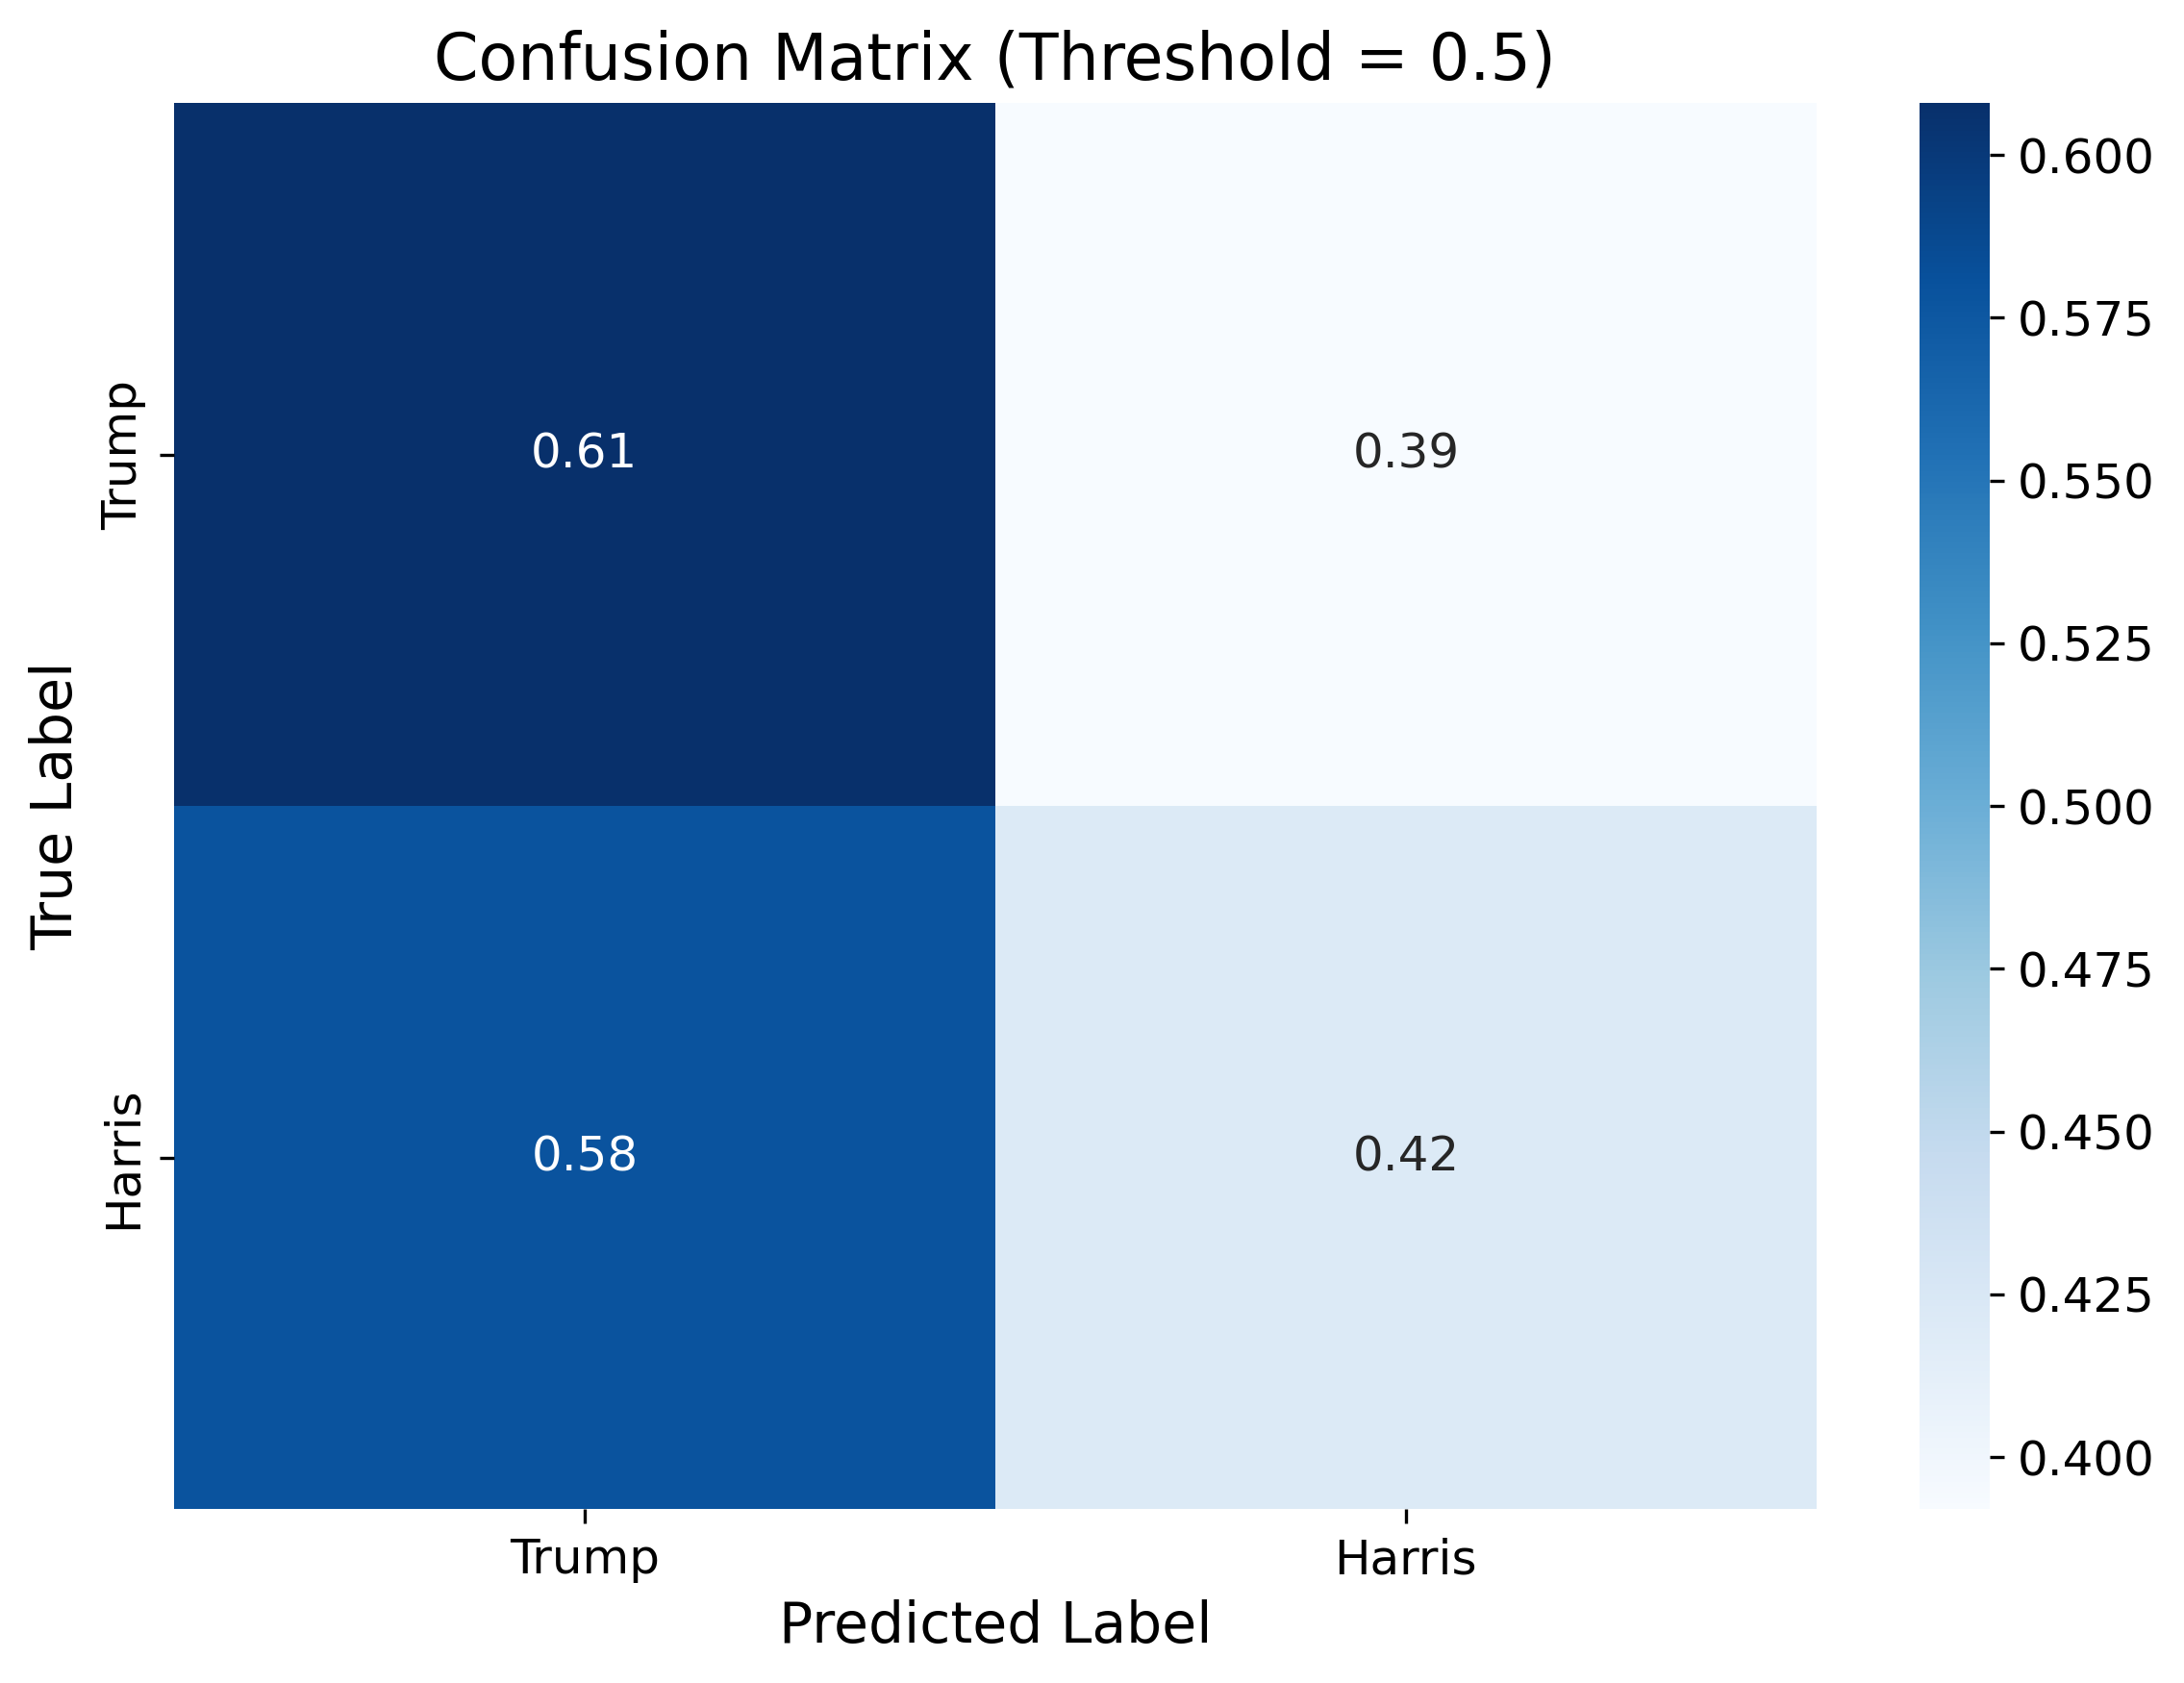 Confusion Matrix (Threshold = 0.5)
True Label
Trump
Harris
0.61
0.39
0.58
0.42
Trump
Harris
Predicted Label
0.600
0.575
0.550
0.525
0.500
0.475
0.450
0.425
0.400